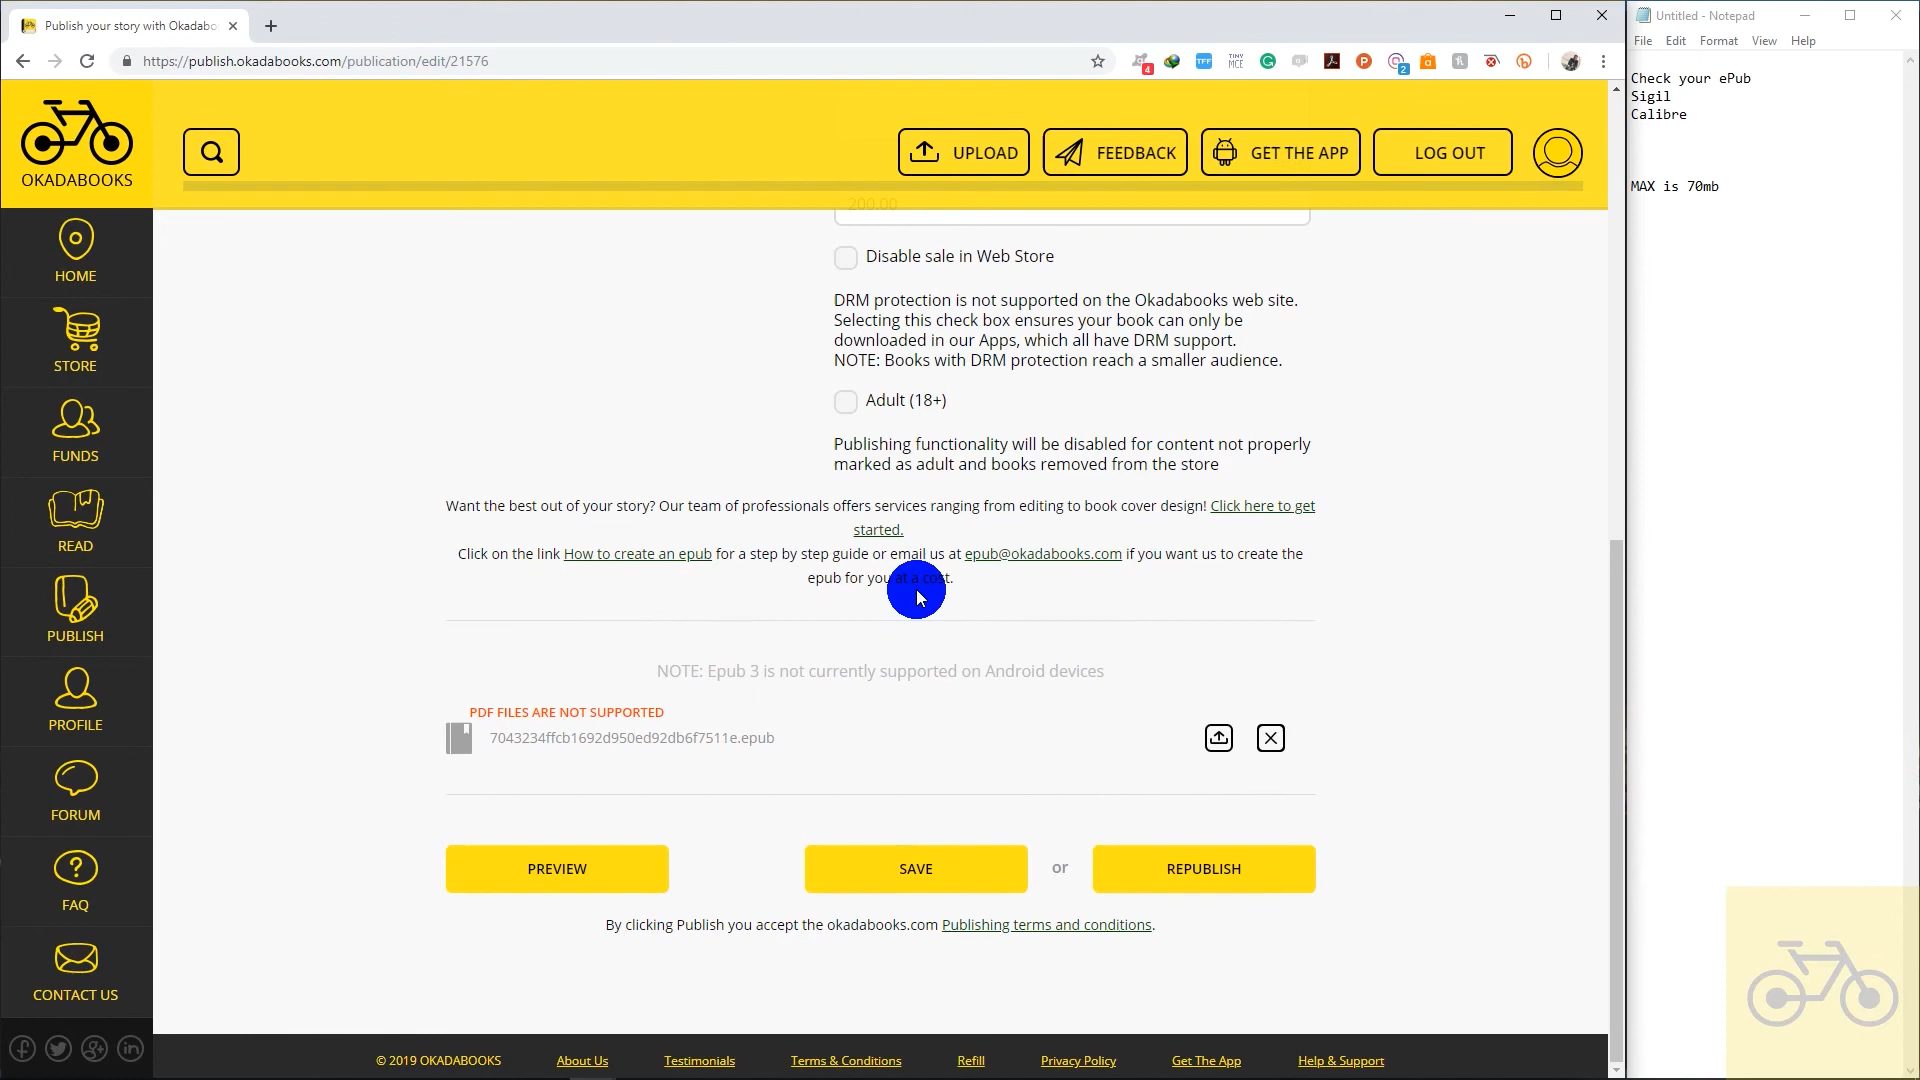 Publish your story with Okadabo
https://publish.okadabooks.com/publication/edit/21576
4
TFF
TINY
MCE
2
Untitled - Notepad
File Edit Format View Help
Check your ePub
Sigil
Calibre
MAX is 70mb
OKADABOOKS
UPLOAD
FEEDBACK
GET THE APP
LOG OUT
HOME
STORE
FUNDS
READ
PUBLISH
PROFILE
FORUM
FAQ
CONTACT US
200.00
Disable sale in Web Store
DRM protection is not supported on the Okadabooks web site.
Selecting this check box ensures your book can only be
downloaded in our Apps, which all have DRM support.
NOTE: Books with DRM protection reach a smaller audience.
Adult (18+)
Publishing functionality will be disabled for content not properly
marked as adult and books removed from the store
Want the best out of your story? Our team of professionals offers services ranging from editing to book cover design! Click here to get
started.
Click on the link How to create an epub for a step by step guide or email us at epub@okadabooks.com if you want us to create the
epub for you at a cost.
NOTE: Epub 3 is not currently supported on Android devices
PDF FILES ARE NOT SUPPORTED
7043234ffcb1692d950ed92db6f7511e.epub
PREVIEW
SAVE
or
REPUBLISH
By clicking Publish you accept the okadabooks.com Publishing terms and conditions.
© 2019 OKADABOOKS About Us Testimonials Terms & Conditions Refill Privacy Policy Get The App Help & Support